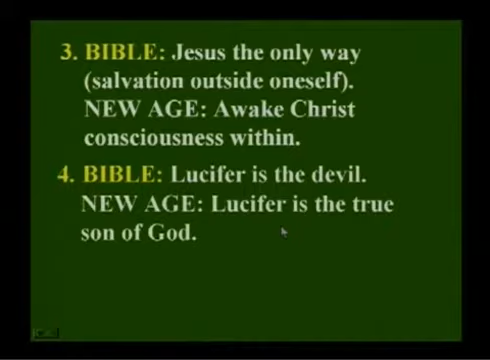 3. BIBLE: Jesus the only way
(salvation outside oneself).
NEW AGE: Awake Christ
consciousness within.
4. BIBLE: Lucifer is the devil.
NEW AGE: Lucifer is the true
son of God.